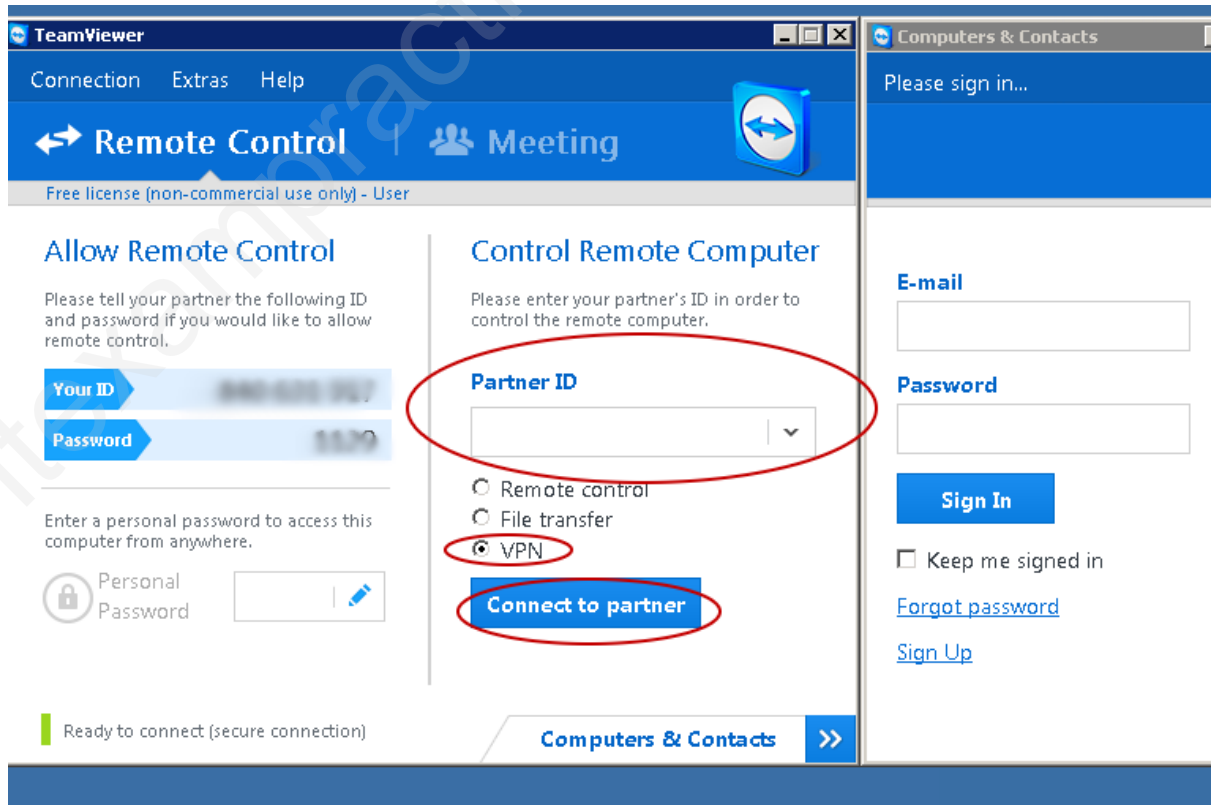 TeamViewer
Connection Extras Help
Remote Control | Meeting
Free license (non-commercial use only) - User
Allow Remote Control
Please tell your partner the following ID
and password if you would like to allow
remote control.
Your ID
Password
Enter a personal password to access this
computer from anywhere.
Personal
Password
Control Remote Computer
Please enter your partner's ID in order to
control the remote computer.
Partner ID
Remote control
File transfer
VPN
Connect to partner
Ready to connect (secure connection)
Computers & Contacts
Computers & Contacts
Please sign in...
E-mail
Password
Sign In
Keep me signed in
Forgot password
Sign Up